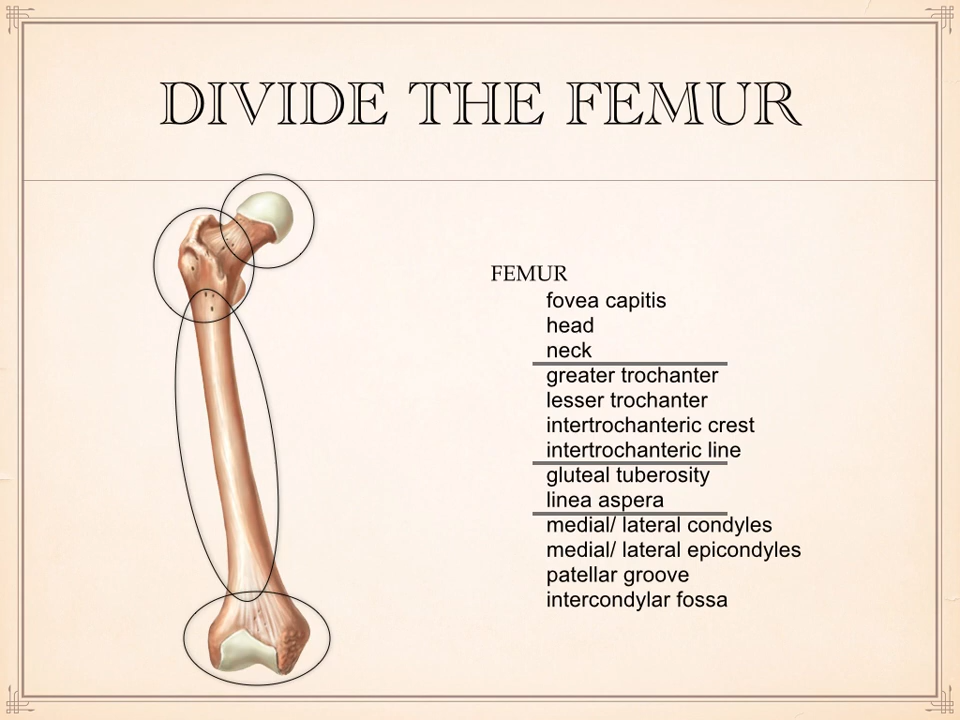 DIVIDE THE FEMUR
FEMUR
fovea capitis
head
neck
greater trochanter
lesser trochanter
intertrochanteric crest
intertrochanteric line
gluteal tuberosity
linea aspera
medial/ lateral condyles
medial/ lateral epicondyles
patellar groove
intercondylar fossa